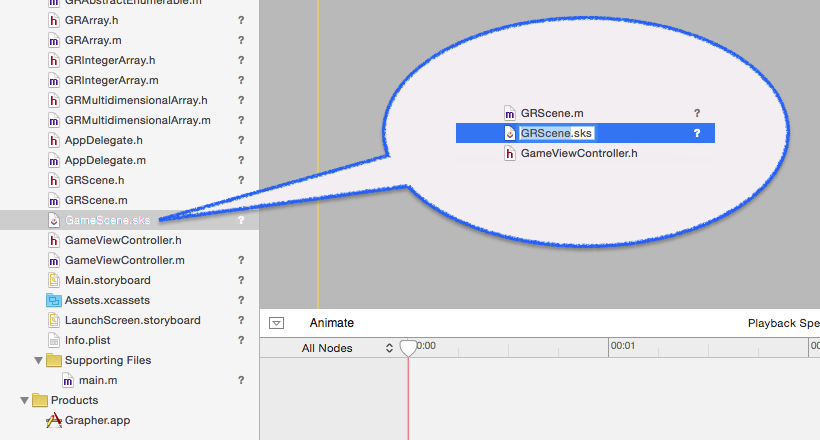 GRAbstractEnumerable.m
GRArray.h ?
GRArray.m ?
GRIntegerArray.h ?
GRIntegerArray.m ?
GRMultidimensionalArray.h ?
GRMultidimensionalArray.m ?
AppDelegate.h ?
AppDelegate.m ?
GRScene.h ?
GRScene.m ?
GameScene.sks ?
GameViewController.h ?
GameViewController.m ?
Main.storyboard ?
Assets.xcassets ?
LaunchScreen.storyboard ?
Info.plist ?
Supporting Files
main.m ?
Products
Grapher.app
GRScene.m ?
GRScene.sks ?
GameViewController.h
Animate
Playback Spe
All Nodes
0:00
00:01